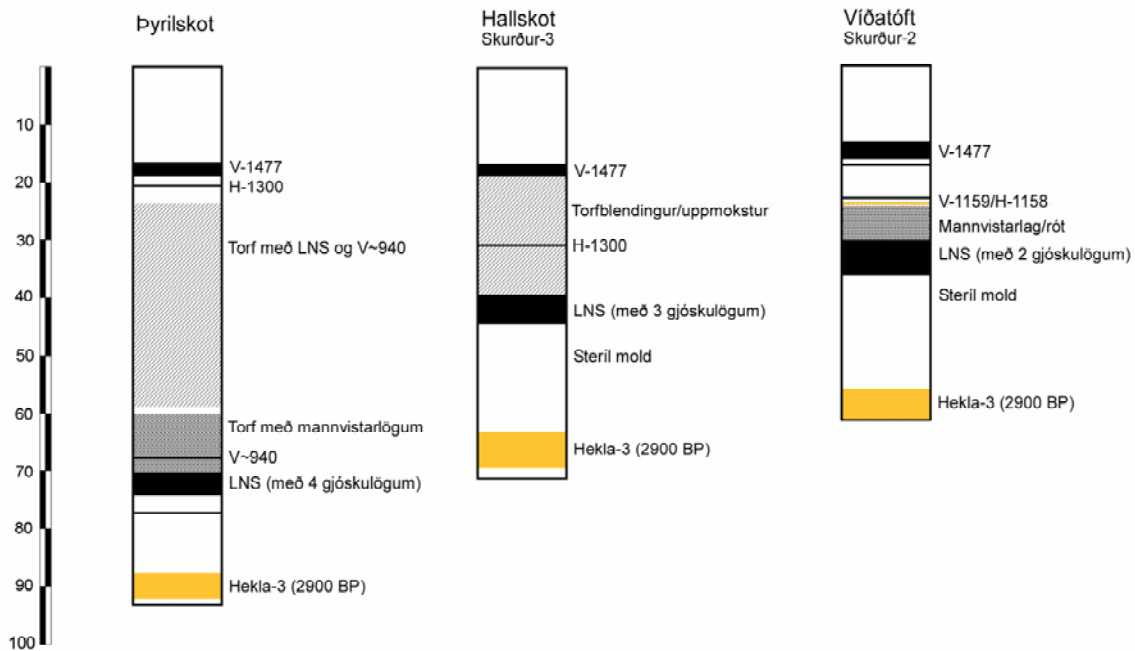 Þyrilskot
V-1477
H-1300
Torf með LNS og V~940
Torf með mannvistarlögum
V~940
LNS (með 4 gjóskulögum)
Hekla-3 (2900 BP)
Hallskot
Skurður-3
V-1477
Torfblendingur/uppmokstur
H-1300
LNS (með 3 gjóskulögum)
Steríl mold
Hekla-3 (2900 BP)
Víðatóft
Skurður-2
V-1477
V-1159/H-1158
Mannvistarlag/rót
LNS (með 2 gjóskulögum)
Steríl mold
Hekla-3 (2900 BP)
10
20
30
40
50
60
70
80
90
100